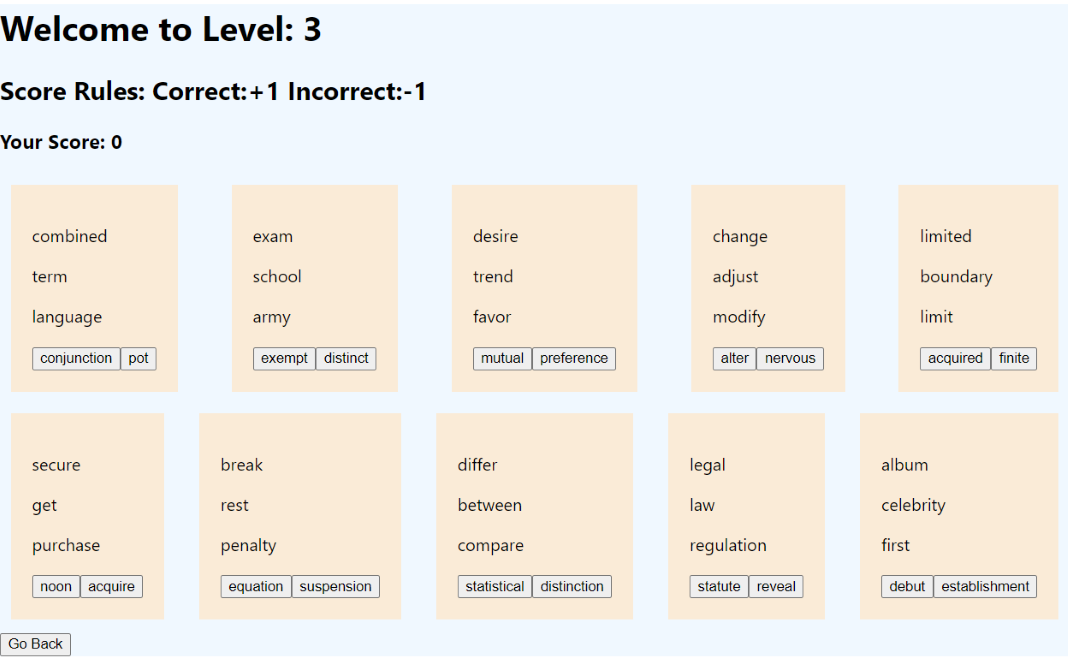 Welcome to Level: 3
Score Rules: Correct:+1 Incorrect:-1
Your Score: 0
combined
term
language
conjunction pot
exam
school
army
exempt distinct
desire
trend
favor
mutual preference
change
adjust
modify
alter nervous
limited
boundary
limit
acquired finite
secure
get
purchase
noon acquire
break
rest
penalty
equation suspension
differ
between
compare
statistical distinction
legal
law
regulation
statute reveal
album
celebrity
first
debut establishment
Go Back